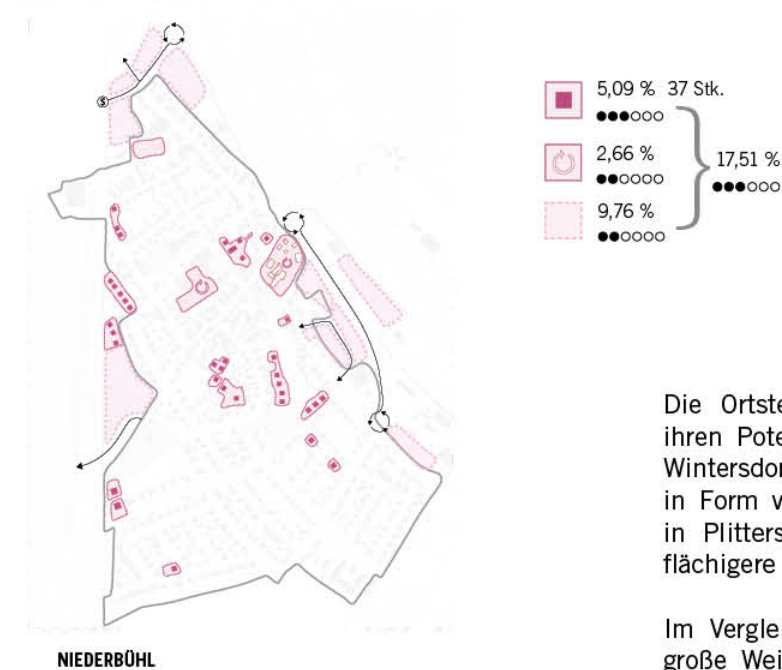 5,09 % 37 Stk.
●●●○○○
2,66 %
●●○○○○
17,51 %
●●●○○○
9,76 %
●●○○○○
S
Die Ortste
ihren Pote
Wintersdor
in Form v
in Plitters
flächigere
Im Vergle
große Wei
NIEDERBÜHL